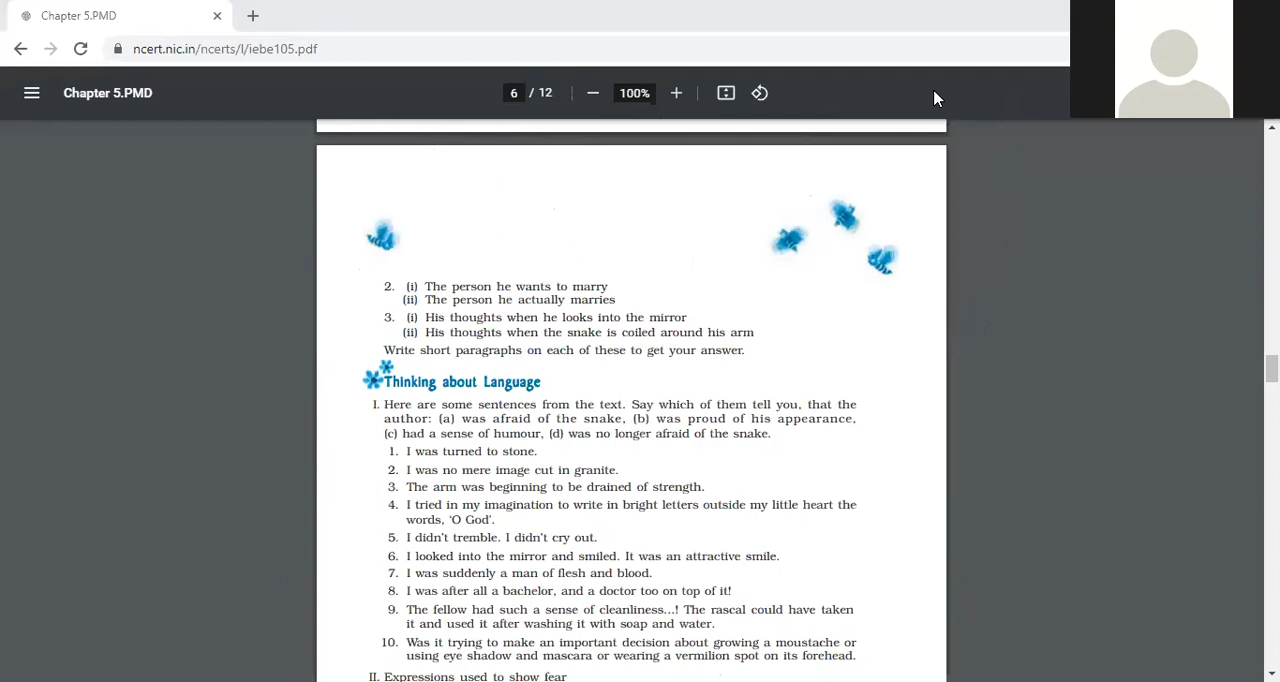 Chapter 5.PMD
ncert.nic.in/ncerts/l/iebe105.pdf
Chapter 5.PMD
6 / 12
100%
2. (i) The person he wants to marry
(ii) The person he actually marries
3. (i) His thoughts when he looks into the mirror
(ii) His thoughts when the snake is coiled around his arm
Write short paragraphs on each of these to get your answer.
Thinking about Language
I. Here are some sentences from the text. Say which of them tell you, that the
author: (a) was afraid of the snake, (b) was proud of his appearance,
(c) had a sense of humour, (d) was no longer afraid of the snake.
1. I was turned to stone.
2. I was no mere image cut in granite.
3. The arm was beginning to be drained of strength.
4. I tried in my imagination to write in bright letters outside my little heart the
words, ‘O God’.
5. I didn’t tremble. I didn’t cry out.
6. I looked into the mirror and smiled. It was an attractive smile.
7. I was suddenly a man of flesh and blood.
8. I was after all a bachelor, and a doctor too on top of it!
9. The fellow had such a sense of cleanliness...! The rascal could have taken
it and used it after washing it with soap and water.
10. Was it trying to make an important decision about growing a moustache or
using eye shadow and mascara or wearing a vermilion spot on its forehead.
II. Expressions used to show fear